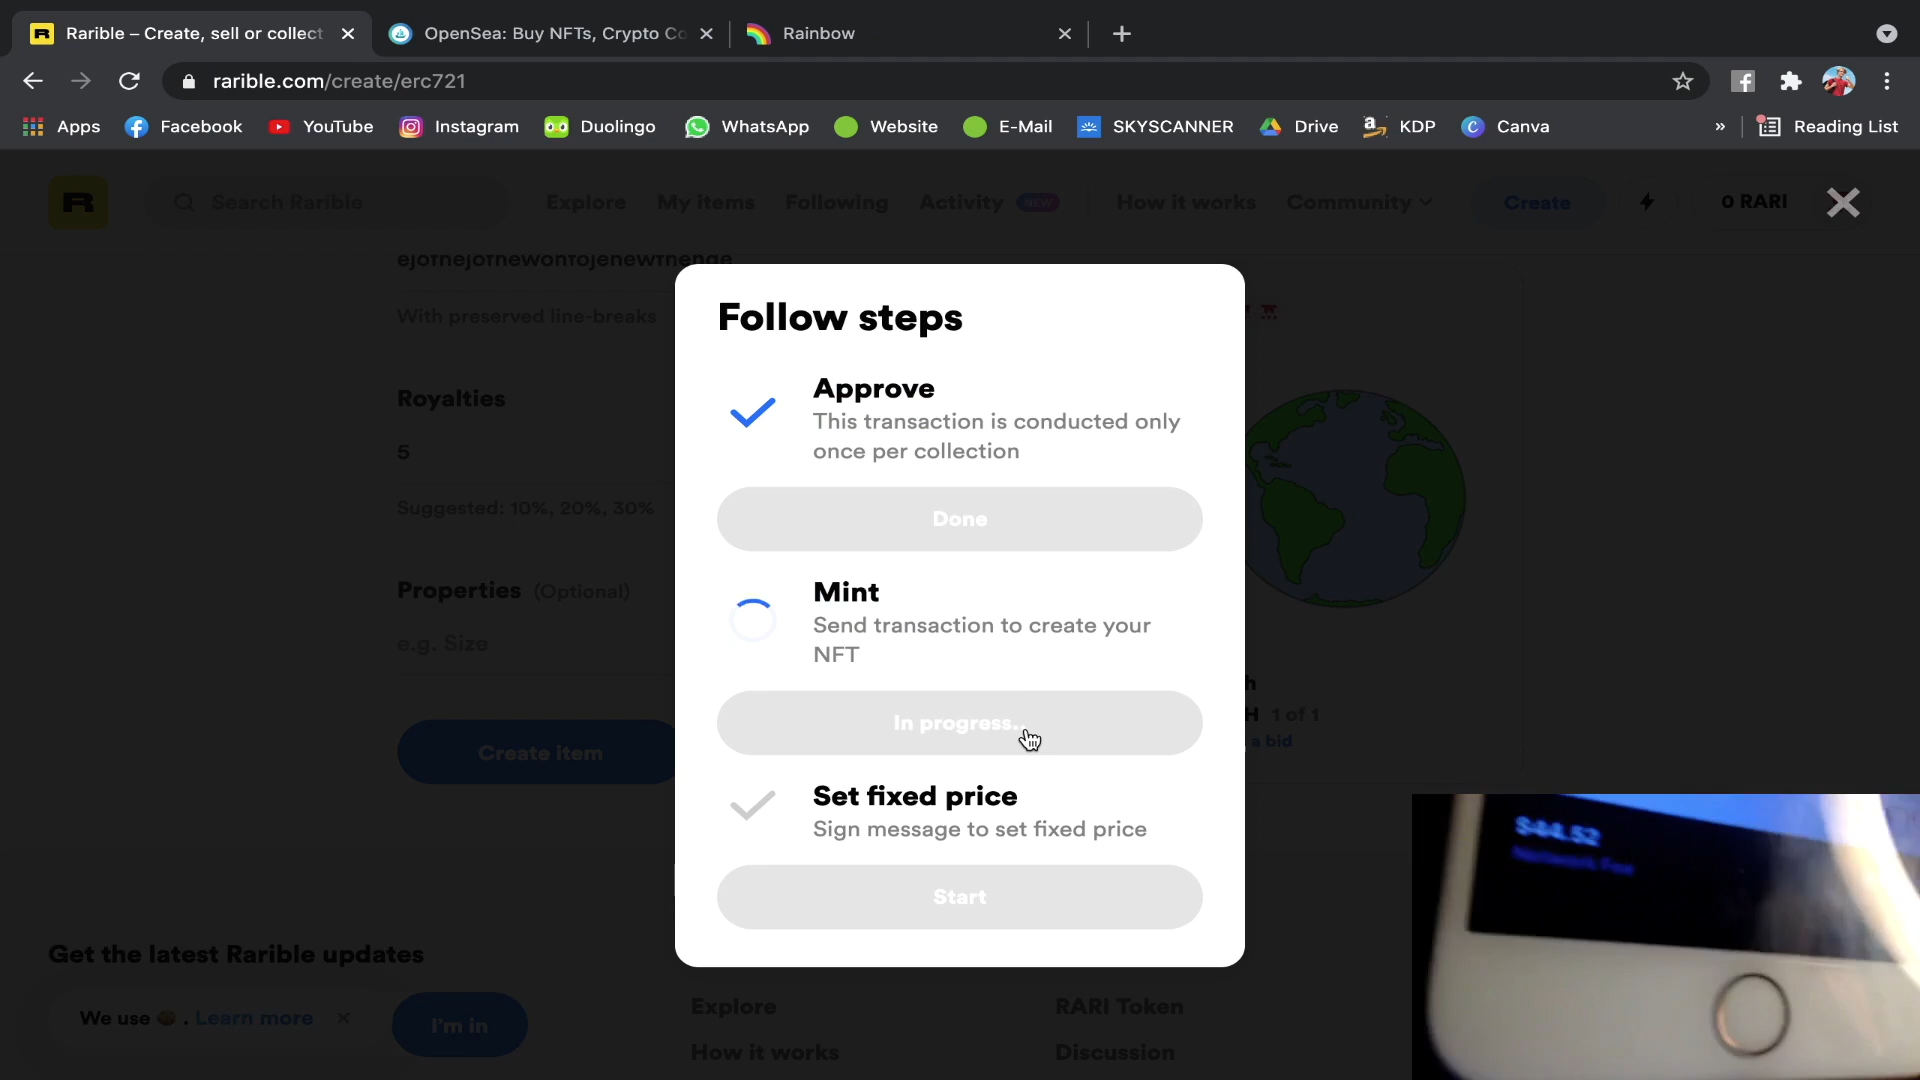 Rarible – Create, sell or collect
OpenSea: Buy NFTs, Crypto Co
Rainbow
rarible.com/create/erc721
Apps
Facebook
YouTube
Instagram
Duolingo
WhatsApp
Website
E-Mail
SKYSCANNER
Drive
KDP
Canva
»
Reading List
R
Search Rarible
Explore
My items
Following
Activity
NEW
How it works
Community
Create
0 RARI
ejofnejofnewonfojenewfnenge
With preserved line-breaks
Royalties
5
Suggested: 10%, 20%, 30%
Properties (Optional)
e.g. Size
Create item
Follow steps
Approve
This transaction is conducted only
once per collection
Done
Mint
Send transaction to create your
NFT
In progress..
Set fixed price
Sign message to set fixed price
Start
h
H 1 of 1
a bid
$44.52
Network Fee
Get the latest Rarible updates
We use . Learn more
I'm in
Explore
How it works
RARI Token
Discussion